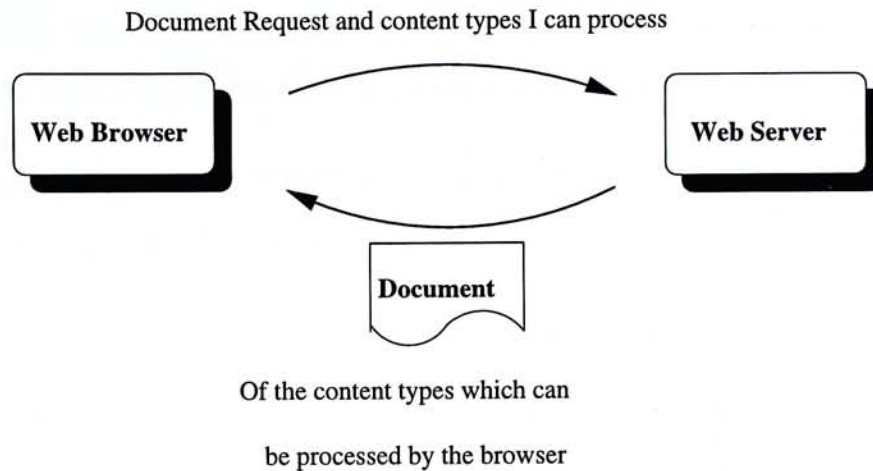 Document Request and content types I can process
Web Browser
Web Server
Document
Of the content types which can
be processed by the browser